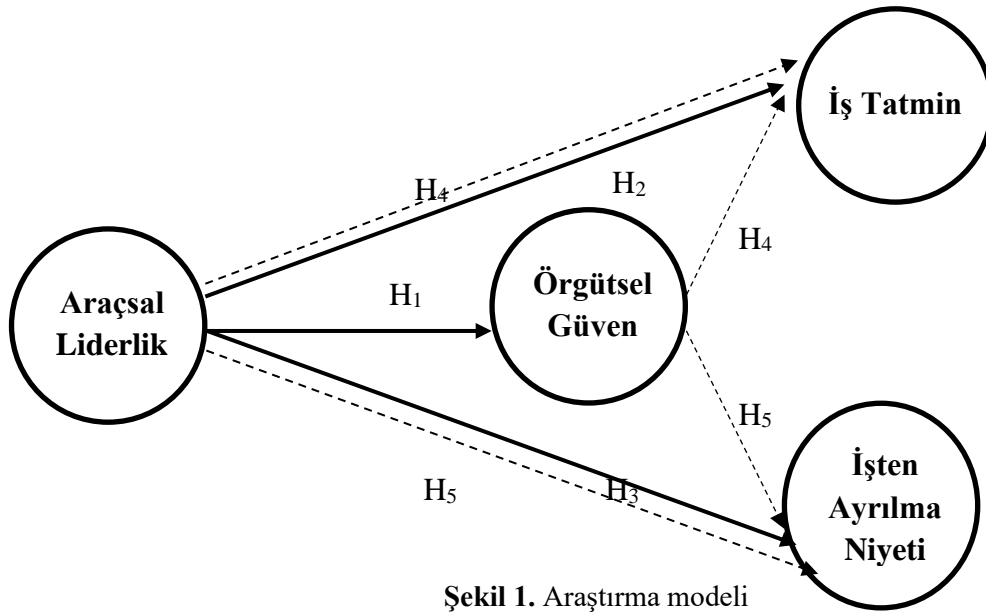 İş Tatmin
H4
H2
H4
Araçsal
Liderlik
H1
Örgütsel
Güven
H5
H5
H3
İşten
Ayrılma
Niyeti
Şekil 1. Araştırma modeli